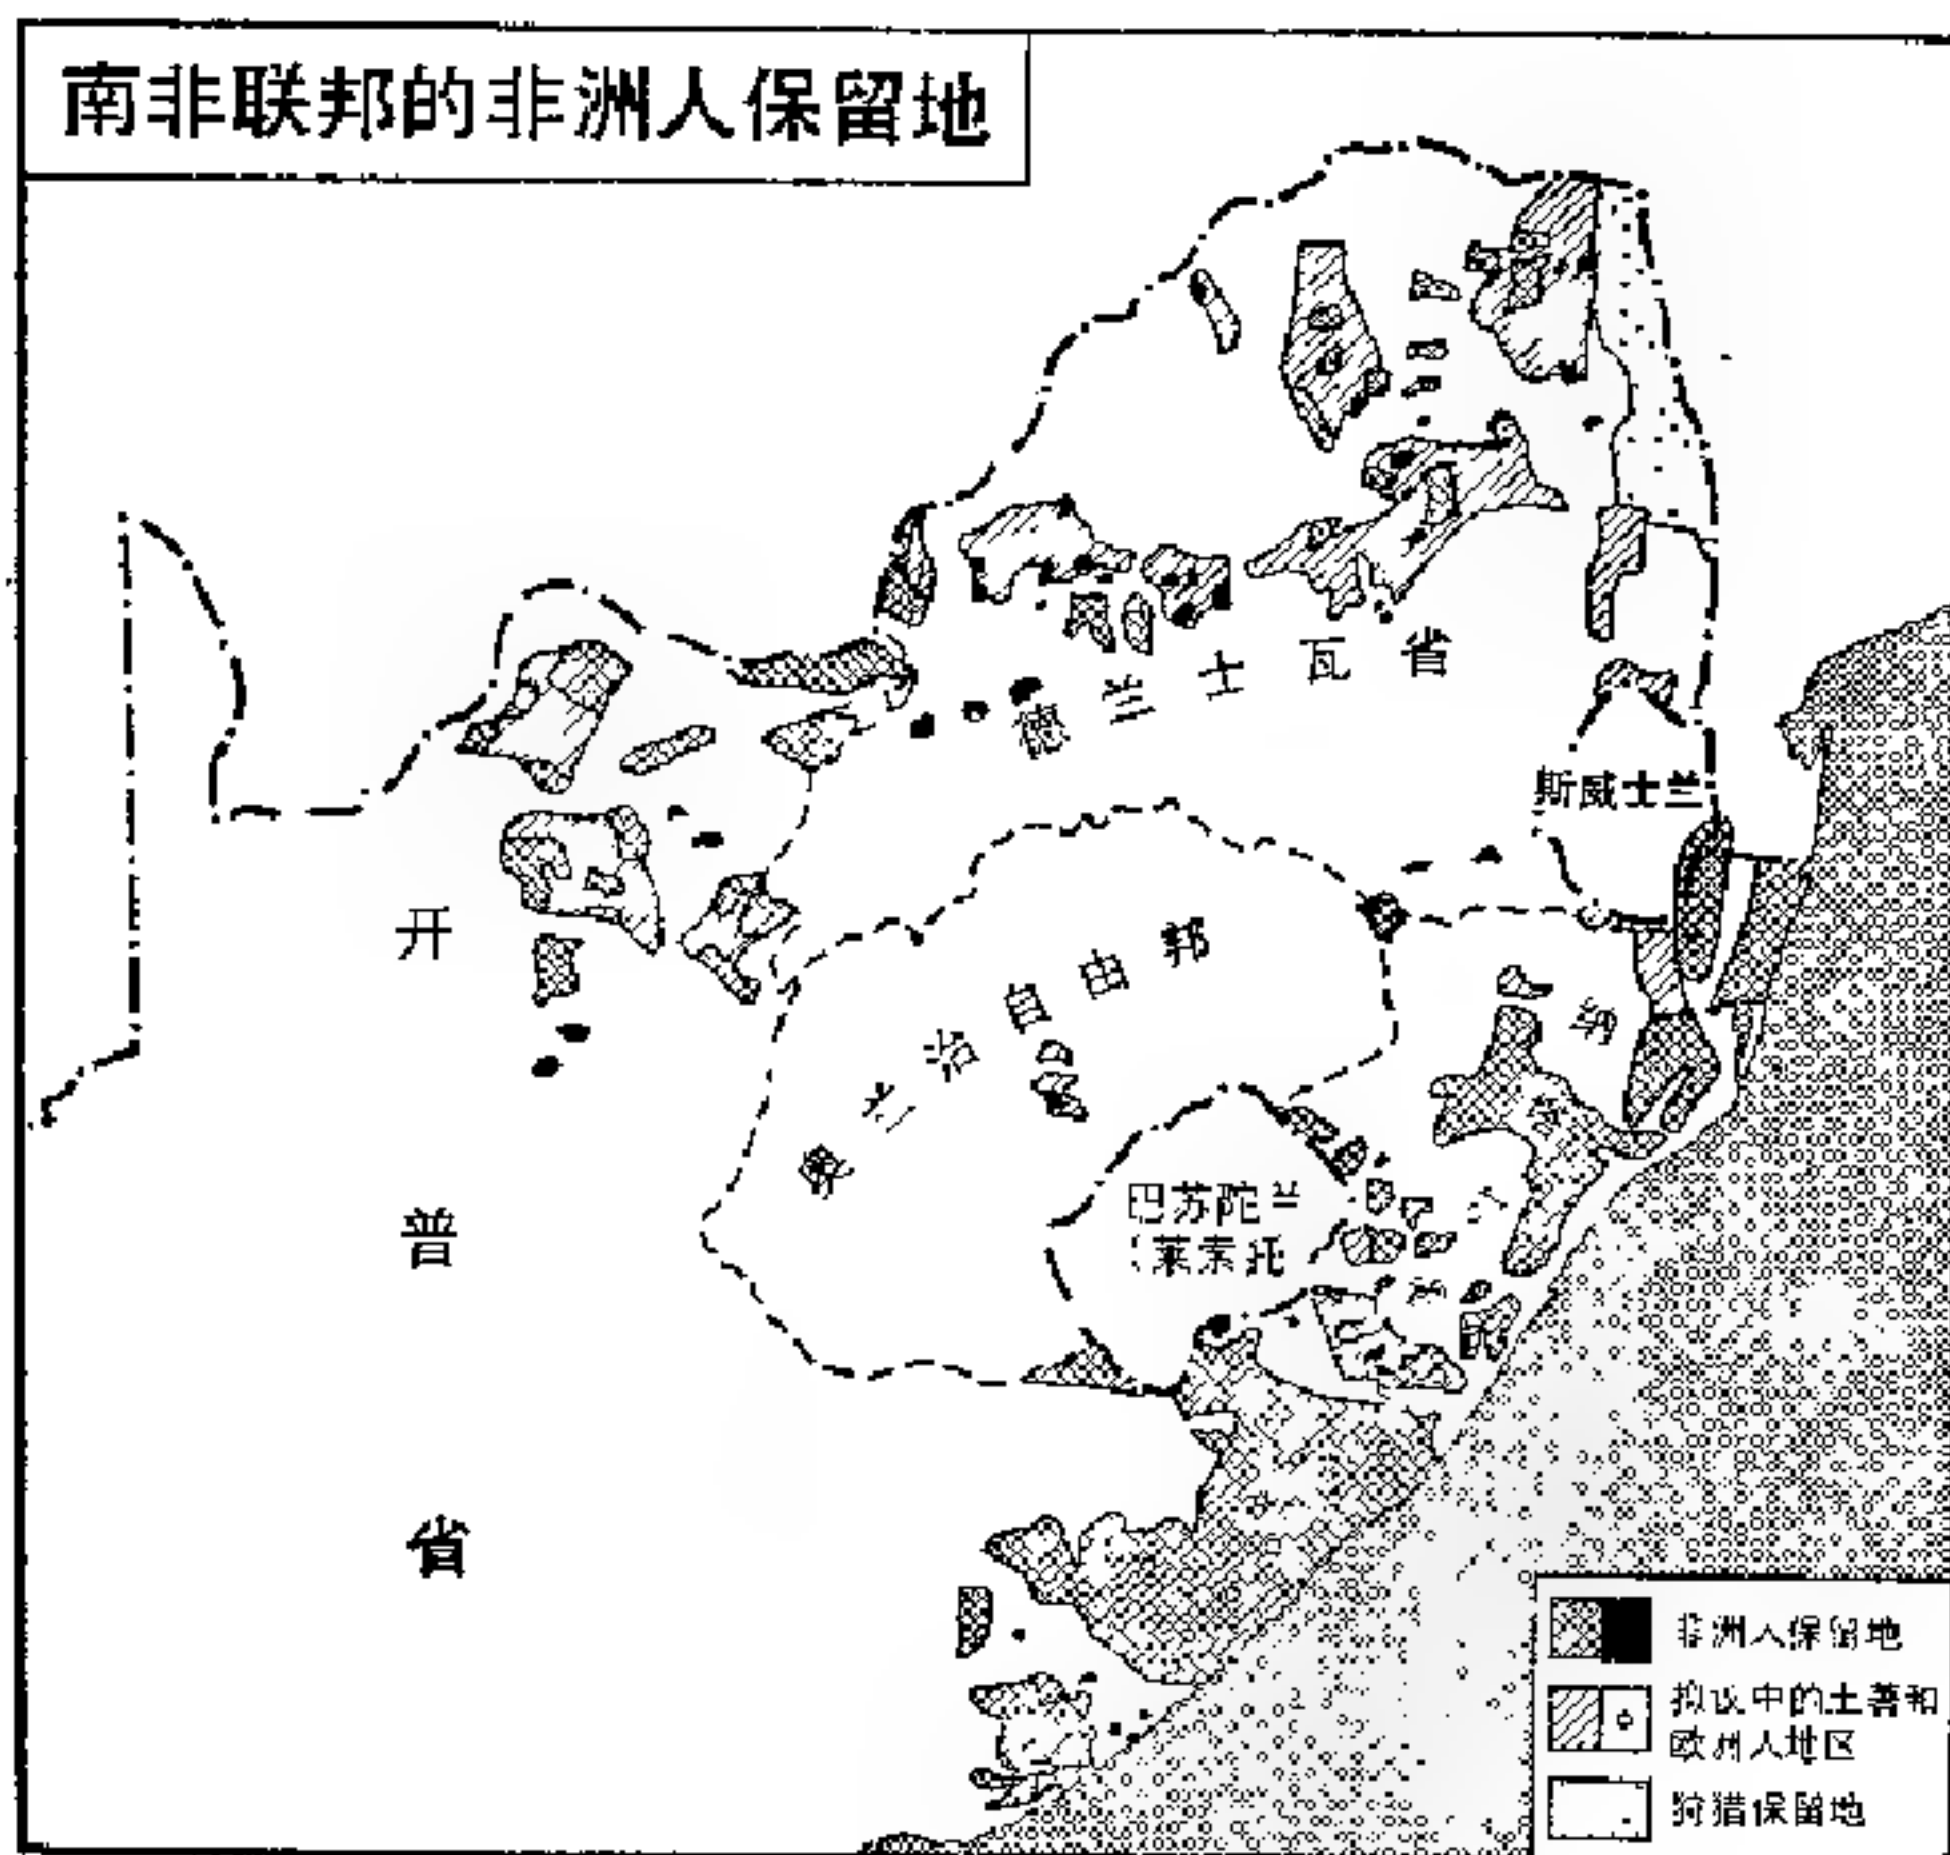 南非联邦的非洲人保留地
德兰士瓦省
斯威士兰
开普省
自由邦
纳
巴苏陀兰
(莱索托
非洲人保留地
拟议中的土著和
欧洲人地区
狩猎保留地